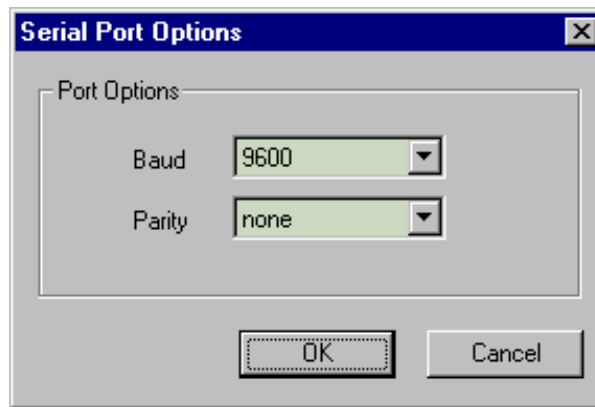 Serial Port Options
Port Options
Baud 9600
Parity none
OK Cancel